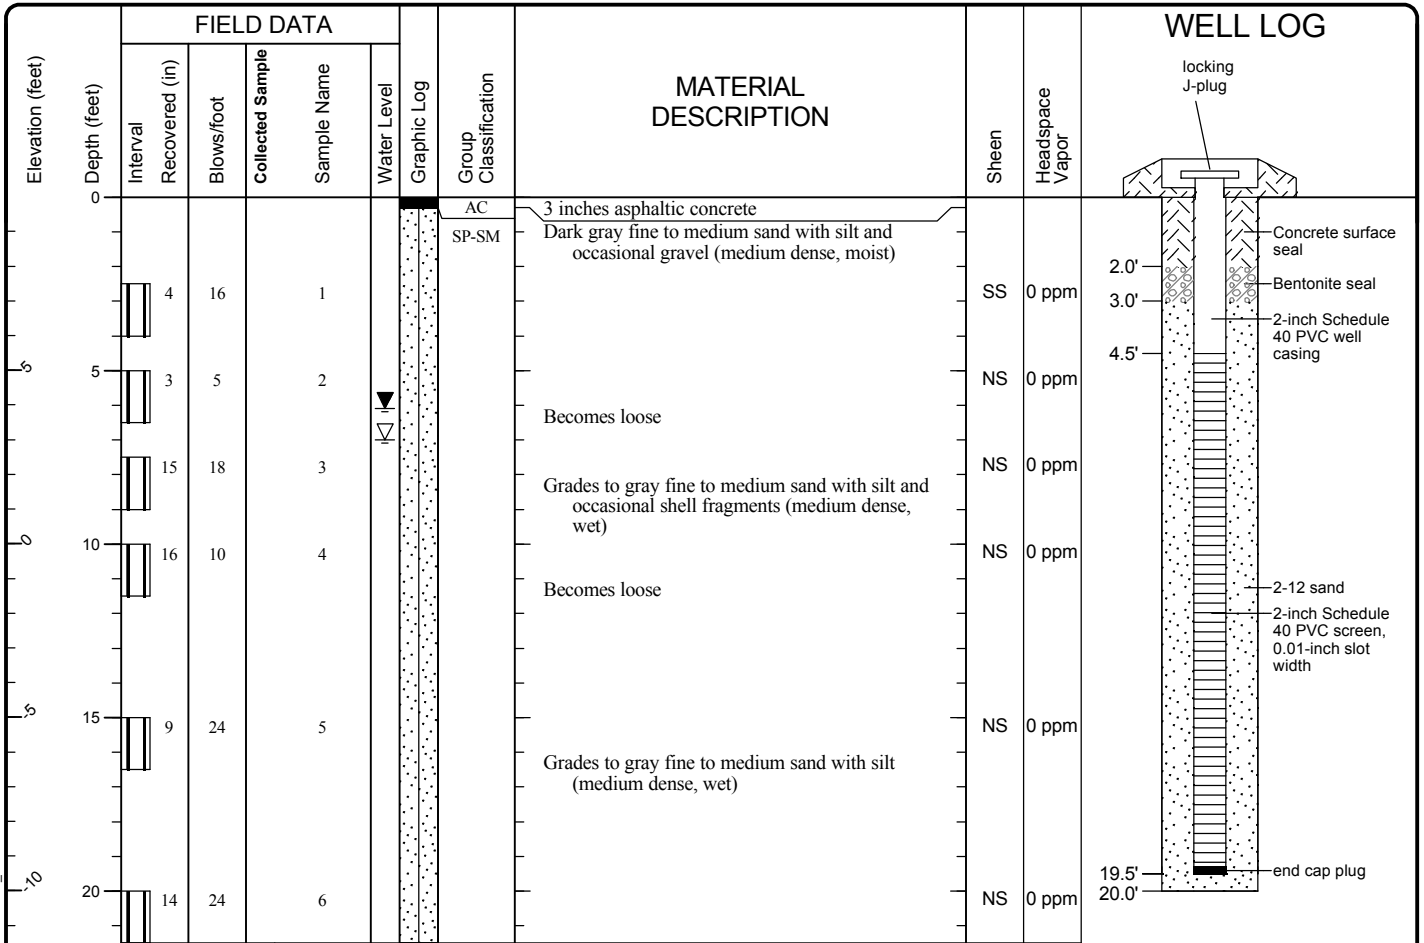 FIELD DATA
WELL LOG
Elevation (feet)
Depth (feet)
Interval
Recovered (in)
Blows/foot
Collected Sample
Sample Name
Water Level
Graphic Log
Group
Classification
MATERIAL
DESCRIPTION
Sheen
Headspace
Vapor
locking
J-plug
0
AC
3 inches asphaltic concrete
SP-SM
Dark gray fine to medium sand with silt and
occasional gravel (medium dense, moist)
Concrete surface
seal
2.0'
Bentonite seal
4 16 1 SS 0 ppm
3.0'
2-inch Schedule
40 PVC well
casing
4.5'
5 5
3 5 2 NS 0 ppm
Becomes loose
15 18 3 NS 0 ppm
Grades to gray fine to medium sand with silt and
occasional shell fragments (medium dense,
wet)
0 10
16 10 4 NS 0 ppm
Becomes loose
2-12 sand
2-inch Schedule
40 PVC screen,
0.01-inch slot
width
-5 15
9 24 5 NS 0 ppm
Grades to gray fine to medium sand with silt
(medium dense, wet)
end cap plug
19.5'
-10 20
20.0'
14 24 6 NS 0 ppm